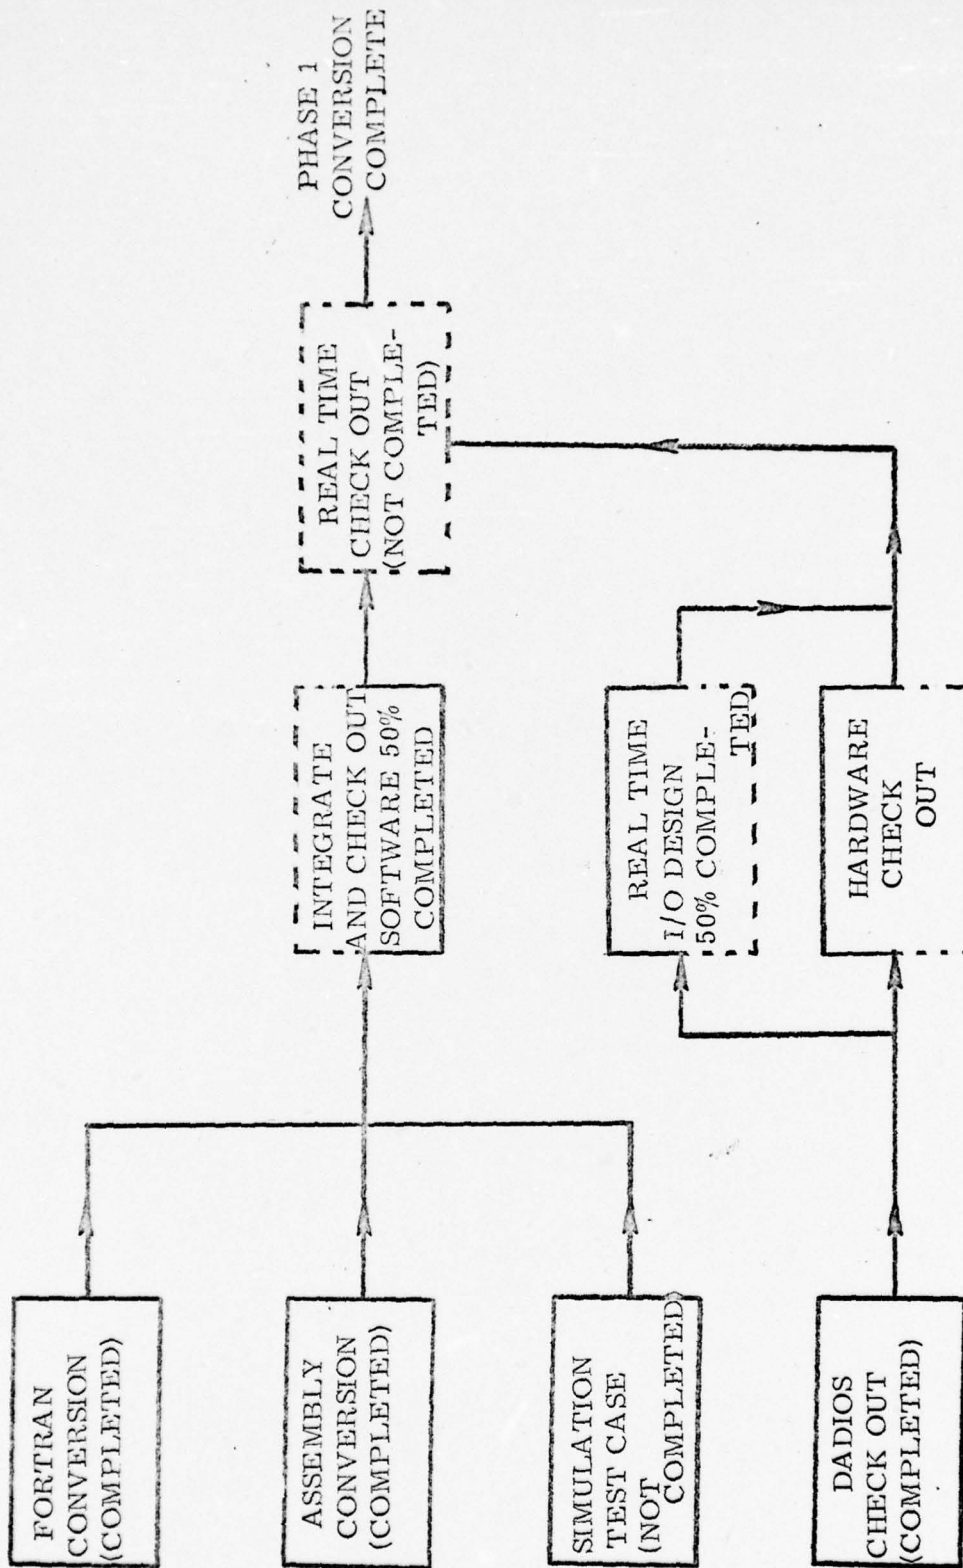 FORTRAN
CONVERSION
(COMPLETED)
ASSEMBLY
CONVERSION
(COMPLETED)
SIMULATION
TEST CASE
(NOT
COMPLETED)
DADIOS
CHECK OUT
(COMPLETED)
INTEGRATE
AND CHECK OUT
SOFTWARE 50%
COMPLETED
REAL TIME
I/O DESIGN
50% COMPLE-
TED
HARDWARE
CHECK
OUT
REAL TIME
CHECK OUT
(NOT COMPLE-
TED)
PHASE 1
CONVERSION
COMPLETE